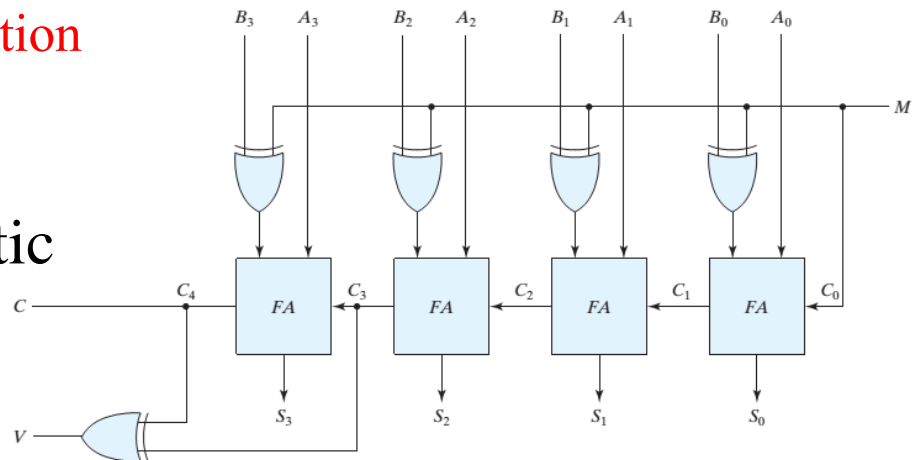 tion
B₃ A₃ B₂ A₂ B₁ A₁ B₀ A₀
M
tic
C C₄ FA C₃ FA C₂ FA C₁ FA C₀
S₃ S₂ S₁ S₀
V